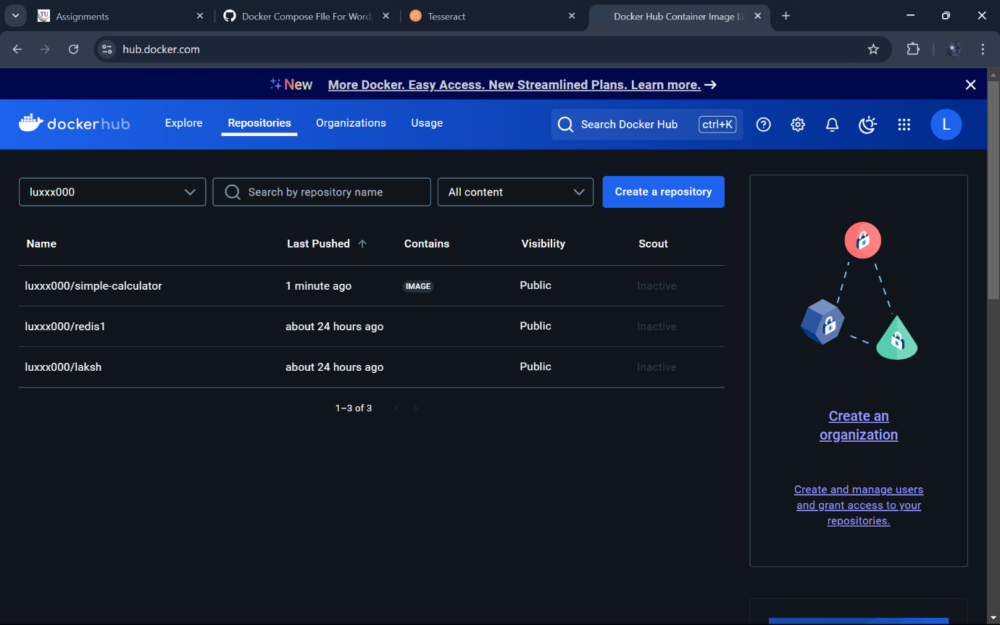 Assignments
Docker Compose FIle For Word
Tesseract
Docker Hub Container Image Li
hub.docker.com
New More Docker. Easy Access. New Streamlined Plans. Learn more. →
dockerhub Explore Repositories Organizations Usage Search Docker Hub ctrl+K L
luxxx000 Search by repository name All content Create a repository
Name Last Pushed ↑ Contains Visibility Scout
luxxx000/simple-calculator 1 minute ago IMAGE Public Inactive
luxxx000/redis1 about 24 hours ago Public Inactive
luxxx000/laksh about 24 hours ago Public Inactive
1–3 of 3
Create an
organization
Create and manage users
and grant access to your
repositories.